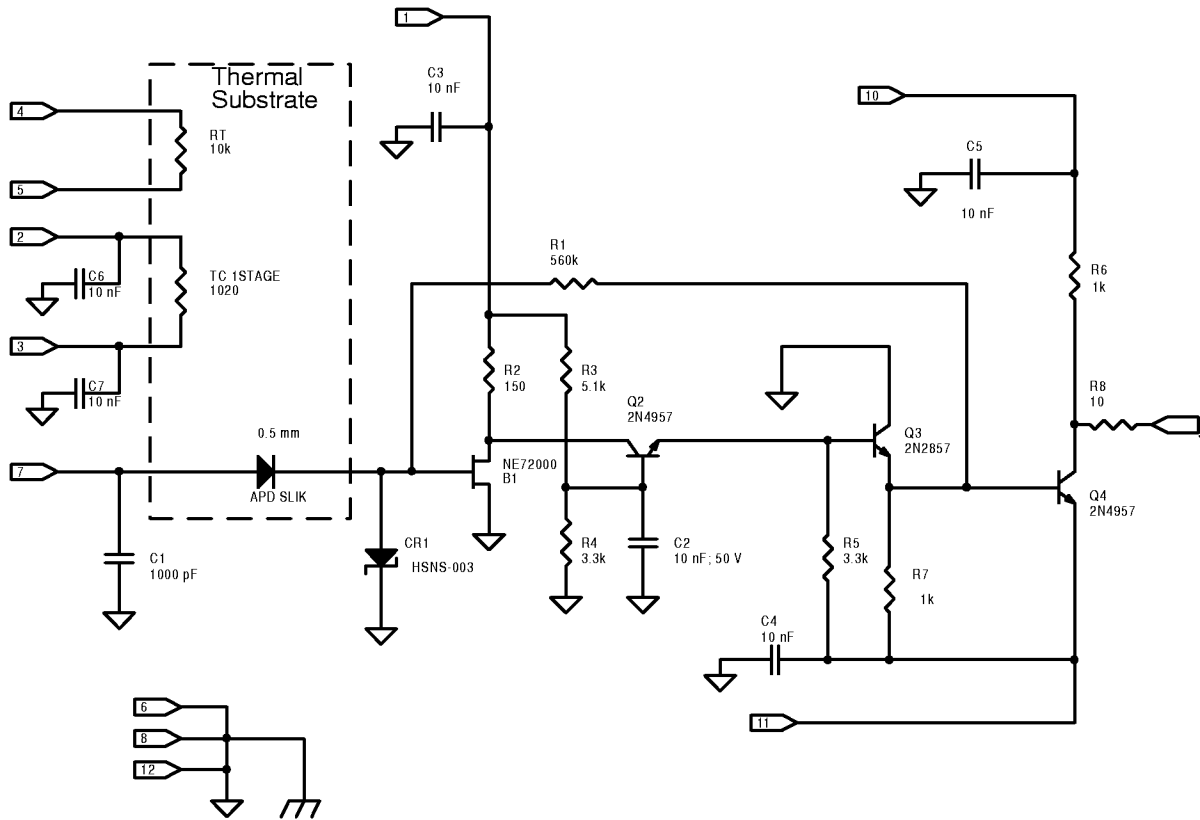 1
Thermal
Substrate
C3
10 nF
4
RT
10k
5
10
C5
10 nF
2
C6
10 nF
TC 1STAGE
1020
R1
560k
R6
1k
3
C7
10 nF
R2
150
R3
5.1k
Q2
2N4957
R8
10
0.5 mm
Q3
2N2857
7
APD SLIK
NE72000
B1
Q4
2N4957
C1
1000 pF
CR1
HSNS-003
R4
3.3k
C2
10 nF; 50 V
R5
3.3k
R7
1k
C4
10 nF
6
8
12
11